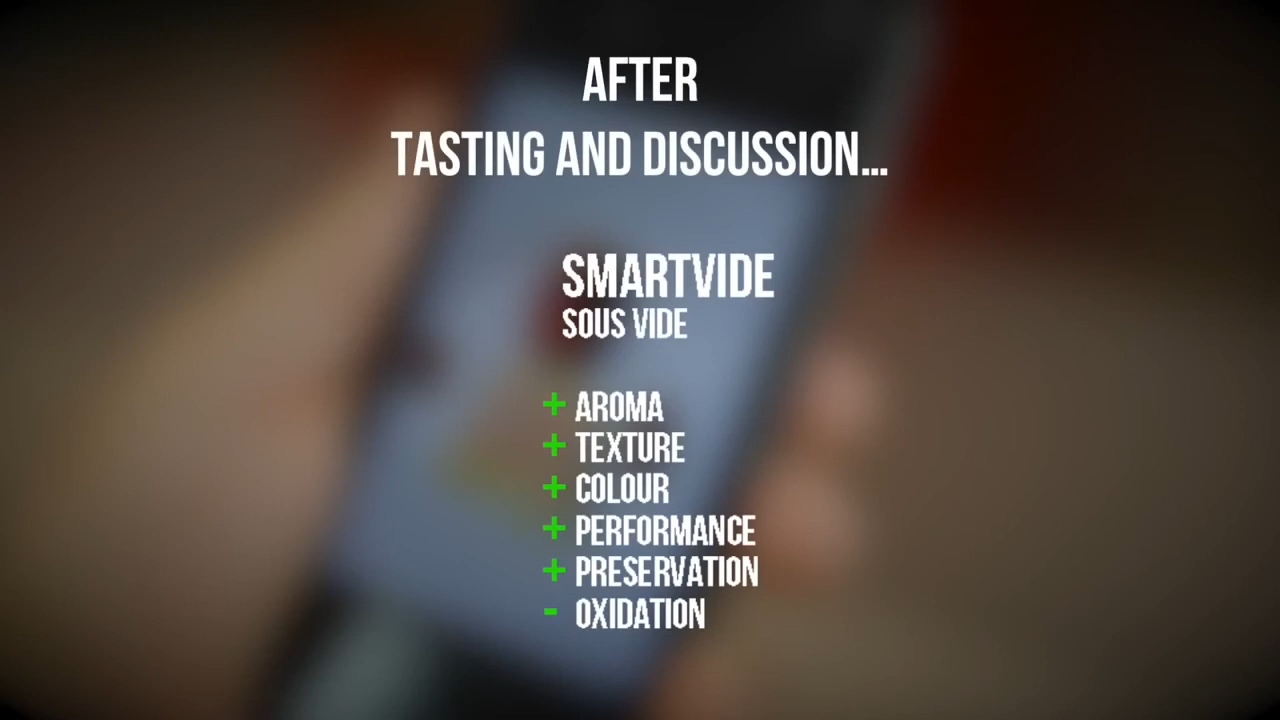 AFTER
TASTING AND DISCUSSION...
SMARTVIDE
SOUS VIDE
+ AROMA
+ TEXTURE
+ COLOUR
+ PERFORMANCE
+ PRESERVATION
- OXIDATION